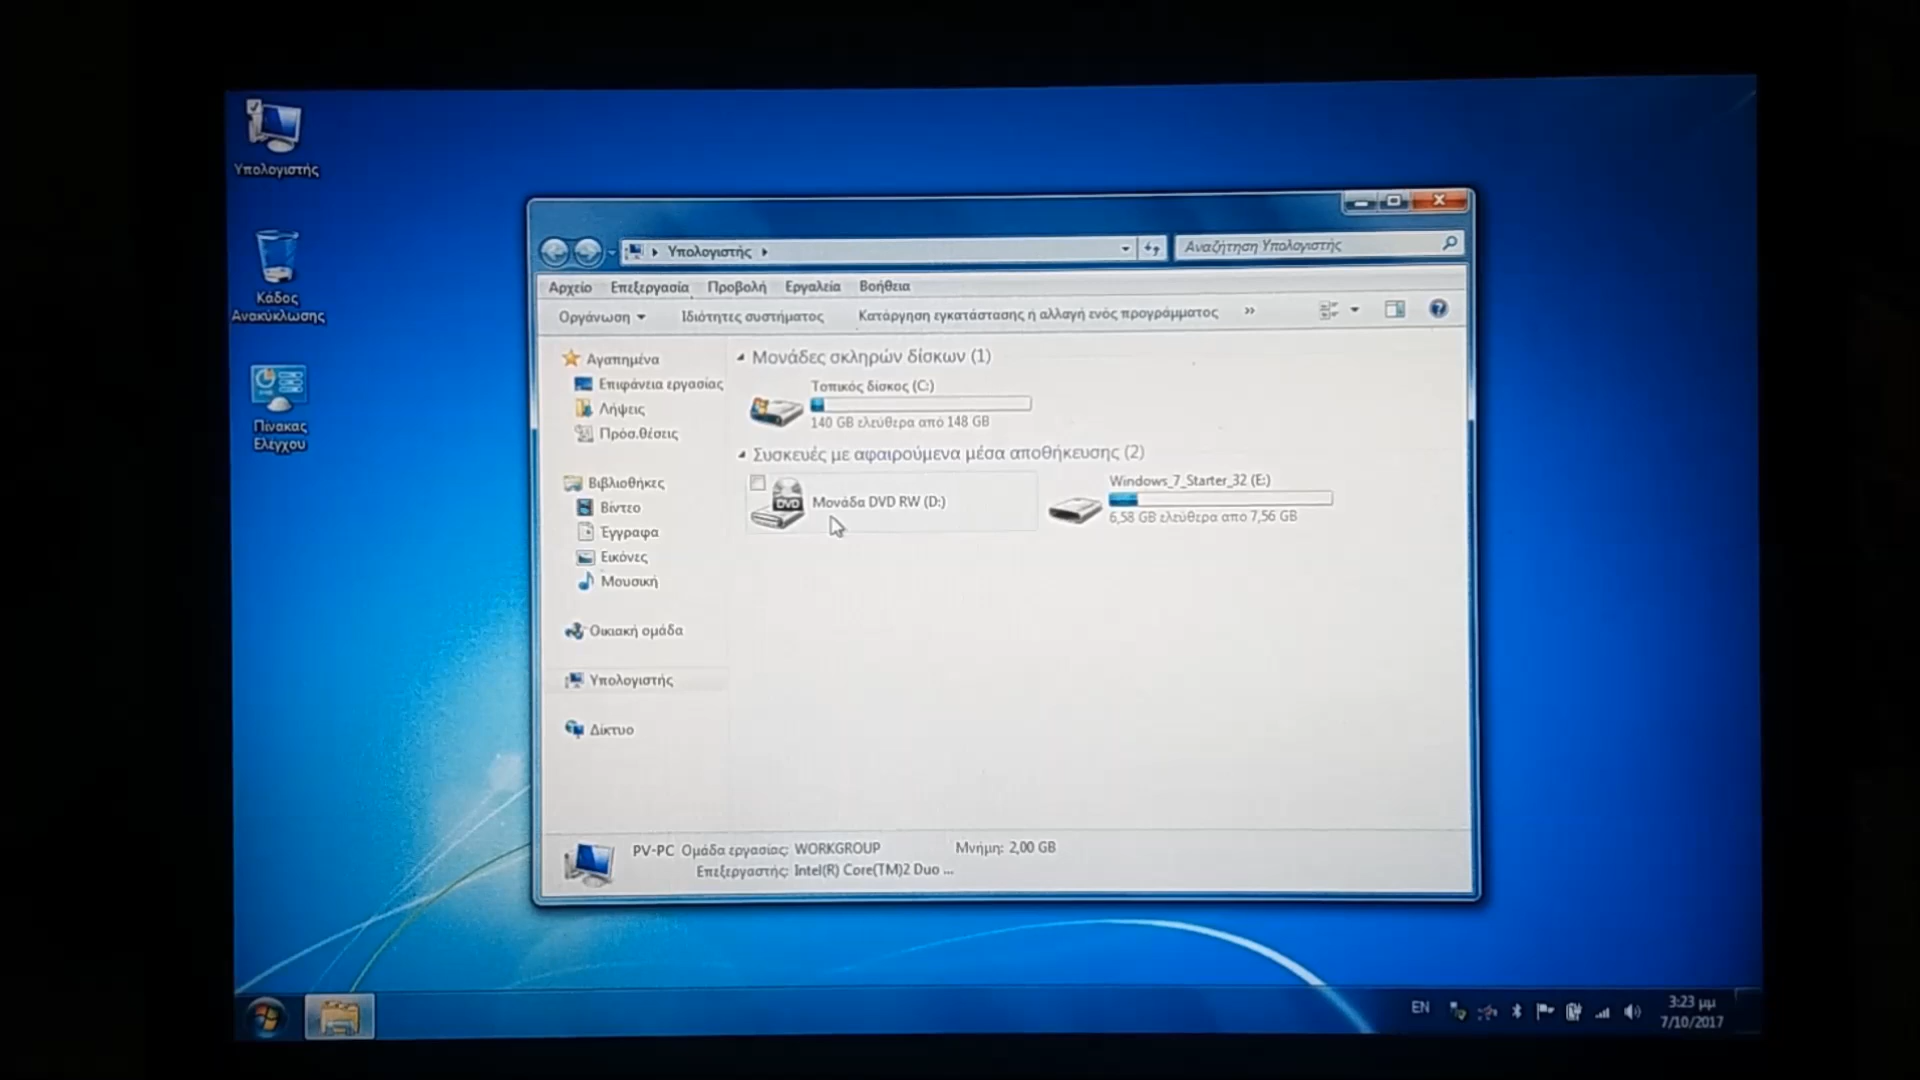 Υπολογιστής
Κάδος
Ανακύκλωσης
Πίνακας
Ελέγχου
Υπολογιστής
Αναζήτηση Υπολογιστής
Αρχείο Επεξεργασία Προβολή Εργαλεία Βοήθεια
Οργάνωση Ιδιότητες συστήματος Κατάργηση εγκατάστασης ή αλλαγή ενός προγράμματος »
Αγαπημένα
Επιφάνεια εργασίας
Λήψεις
Πρόσ.θέσεις
Βιβλιοθήκες
Βίντεο
Έγγραφα
Εικόνες
Μουσική
Οικιακή ομάδα
Υπολογιστής
Δίκτυο
Μονάδες σκληρών δίσκων (1)
Τοπικός δίσκος (C:)
140 GB ελεύθερα από 148 GB
Συσκευές με αφαιρούμενα μέσα αποθήκευσης (2)
DVD
Μονάδα DVD RW (D:)
Windows_7_Starter_32 (E:)
6,58 GB ελεύθερα από 7,56 GB
PV-PC Ομάδα εργασίας: WORKGROUP Μνήμη: 2,00 GB
Επεξεργαστής: Intel(R) Core(TM)2 Duo ...
EN
3:23 μμ
7/10/2017